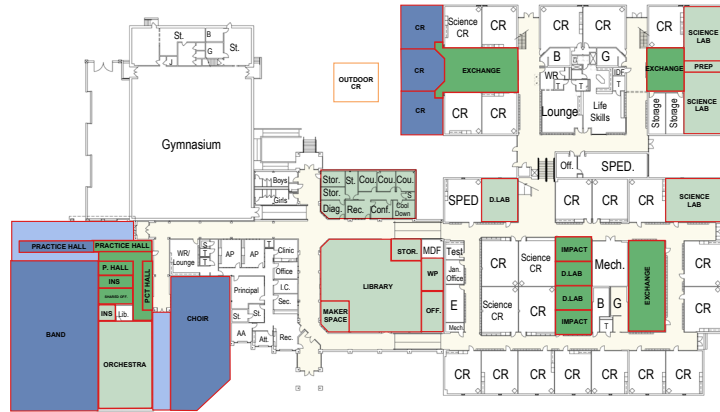 St.
B
G
St.
J
Gymnasium
OUTDOOR
CR
CR
CR
CR
Science
CR
CR
EXCHANGE
CR
CR
CR
CR
B
G
WR
T
T
Lounge
Life
Skills
CR
EXCHANGE
Storage
Storage
SCIENCE
LAB
PREP
SCIENCE
LAB
Off.
SPED.
Boys
Girls
Stor.
St.
Cou.
Cou.
Cou.
Stor.
S
Diag.
Rec.
Conf.
Cool
Down
SPED
D.LAB
CR
CR
CR
CR
SCIENCE
LAB
PRACTICE HALL
PRACTICE HALL
P. HALL
INS
SHARED OFF.
INS
Lib.
PCT HALL
BAND
ORCHESTRA
CHOIR
WR/
Lounge
S
T
T
AP
AP
Clinic
Office
Principal
I.C.
Sec.
St.
St.
AA
Att.
Rec.
LIBRARY
STOR.
MDF
WP
OFF.
MAKER
SPACE
Test
Jan.
Office
E
Mech.
CR
Science
CR
Science
CR
CR
IMPACT
D.LAB
D.LAB
IMPACT
Mech.
B
G
T
EXCHANGE
CR
CR
CR
CR
CR
CR
CR
CR
CR
CR